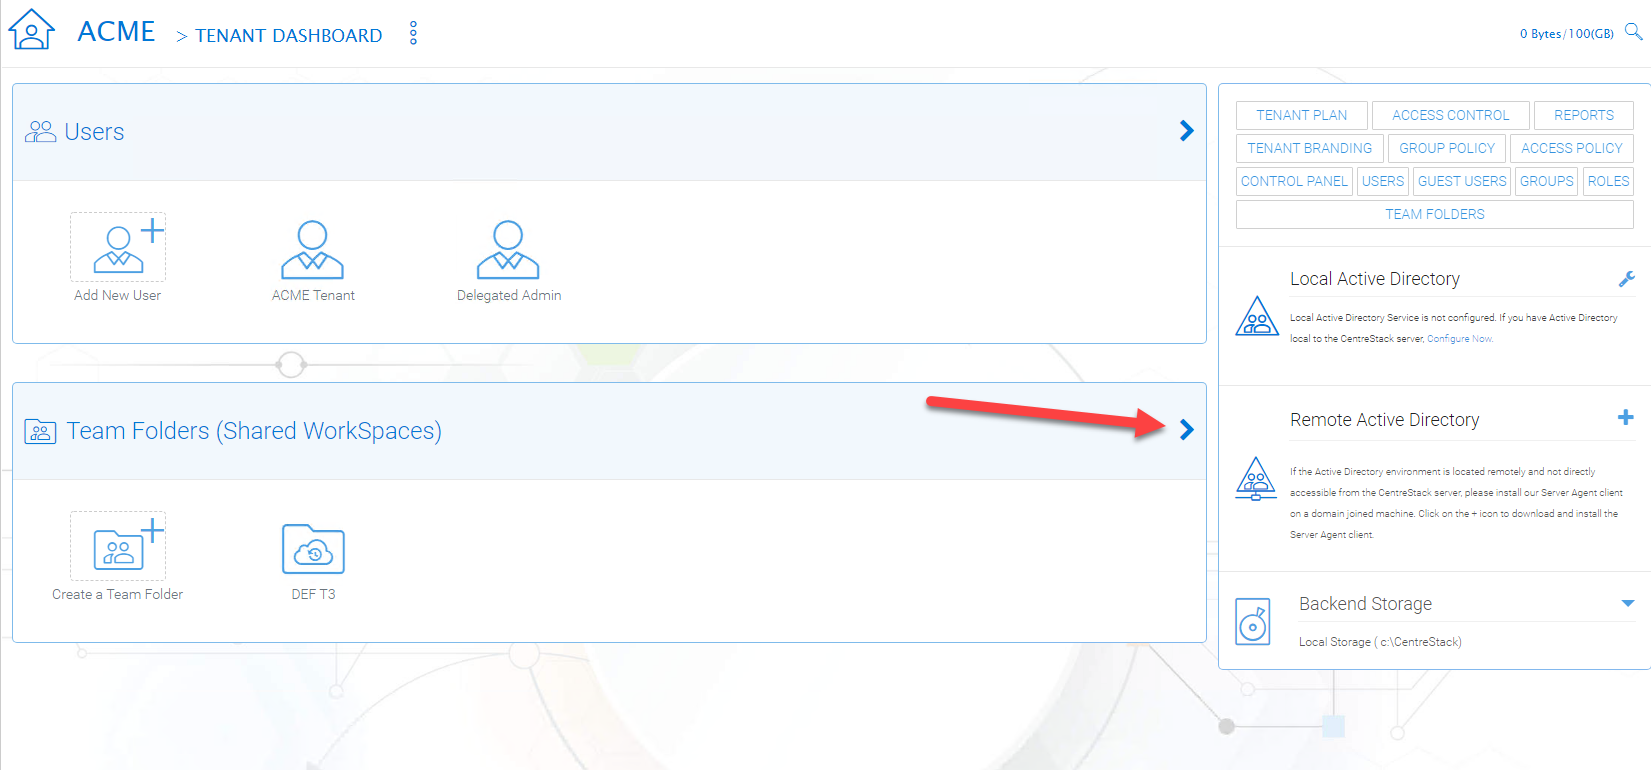 ACME > TENANT DASHBOARD
0 Bytes/100(GB)
Users
Add New User
ACME Tenant
Delegated Admin
Team Folders (Shared WorkSpaces)
Create a Team Folder
DEF T3
TENANT PLAN
ACCESS CONTROL
REPORTS
TENANT BRANDING
GROUP POLICY
ACCESS POLICY
CONTROL PANEL
USERS
GUEST USERS
GROUPS
ROLES
TEAM FOLDERS
Local Active Directory
Local Active Directory Service is not configured. If you have Active Directory
local to the CentreStack server, Configure Now.
Remote Active Directory
If the Active Directory environment is located remotely and not directly
accessible from the CentreStack server, please install our Server Agent client
on a domain joined machine. Click on the + icon to download and install the
Server Agent client.
Backend Storage
Local Storage ( c:\CentreStack)